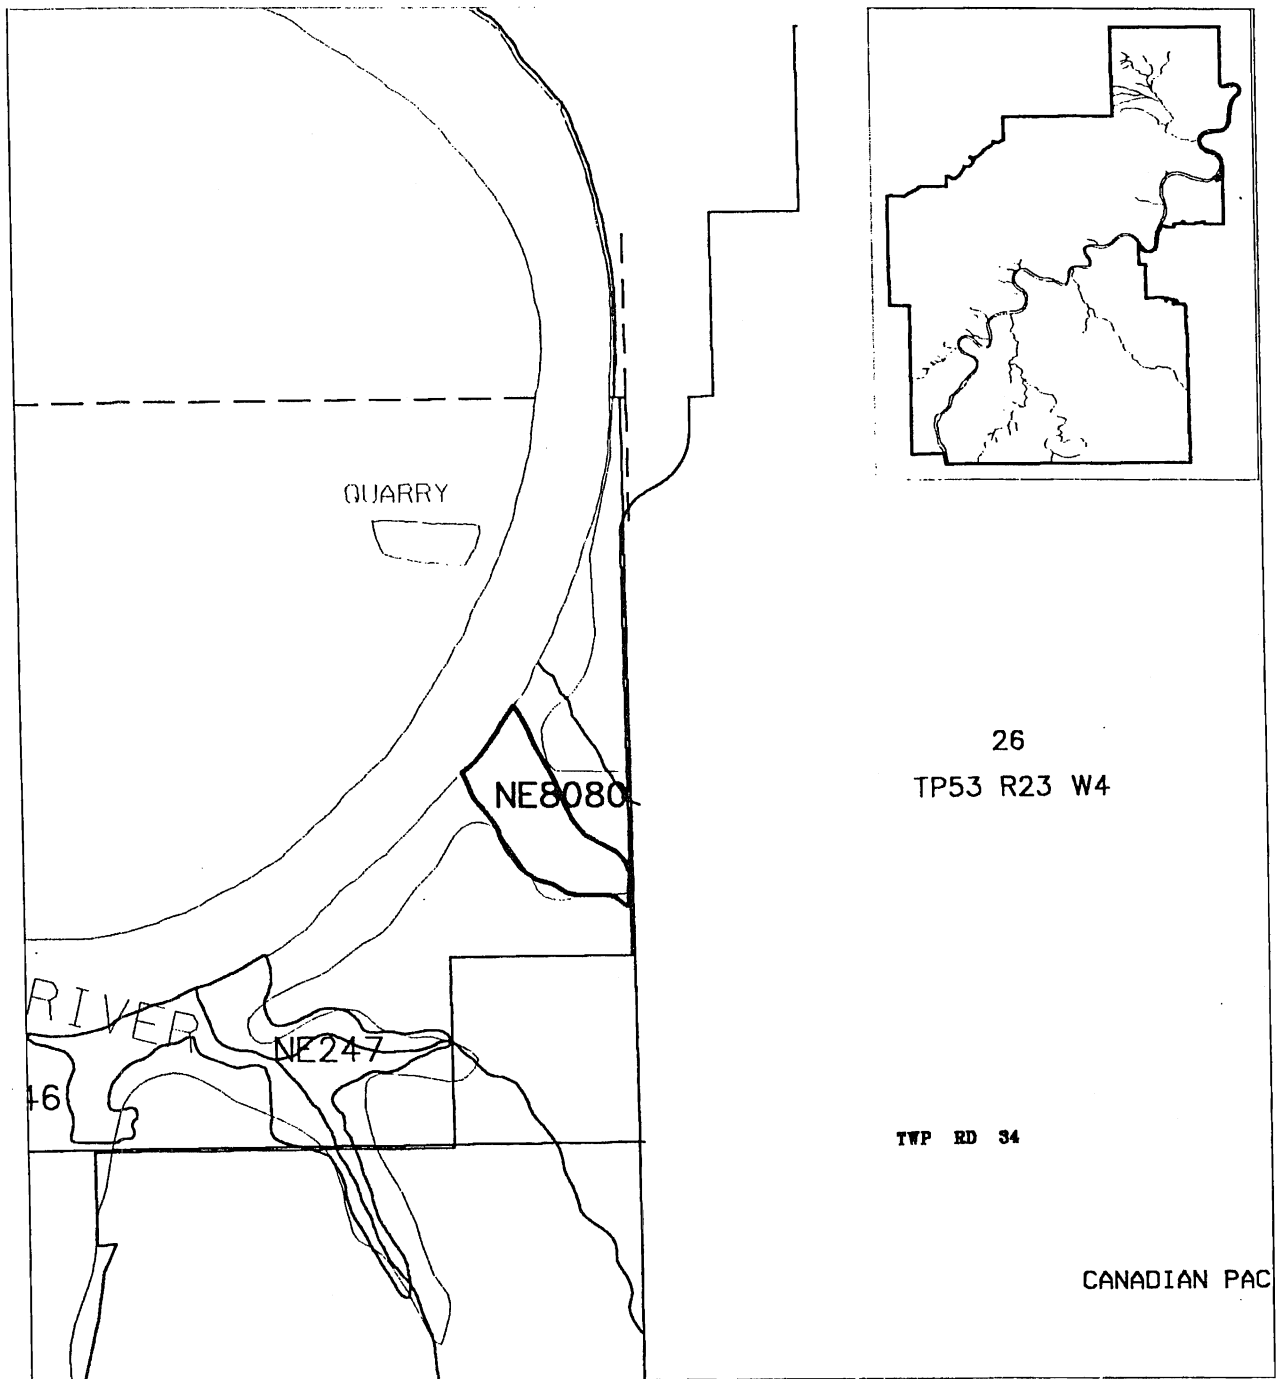 QUARRY
26
TP53 R23 W4
NE8080
RIVER
NE247
46
TWP RD 34
CANADIAN PAC